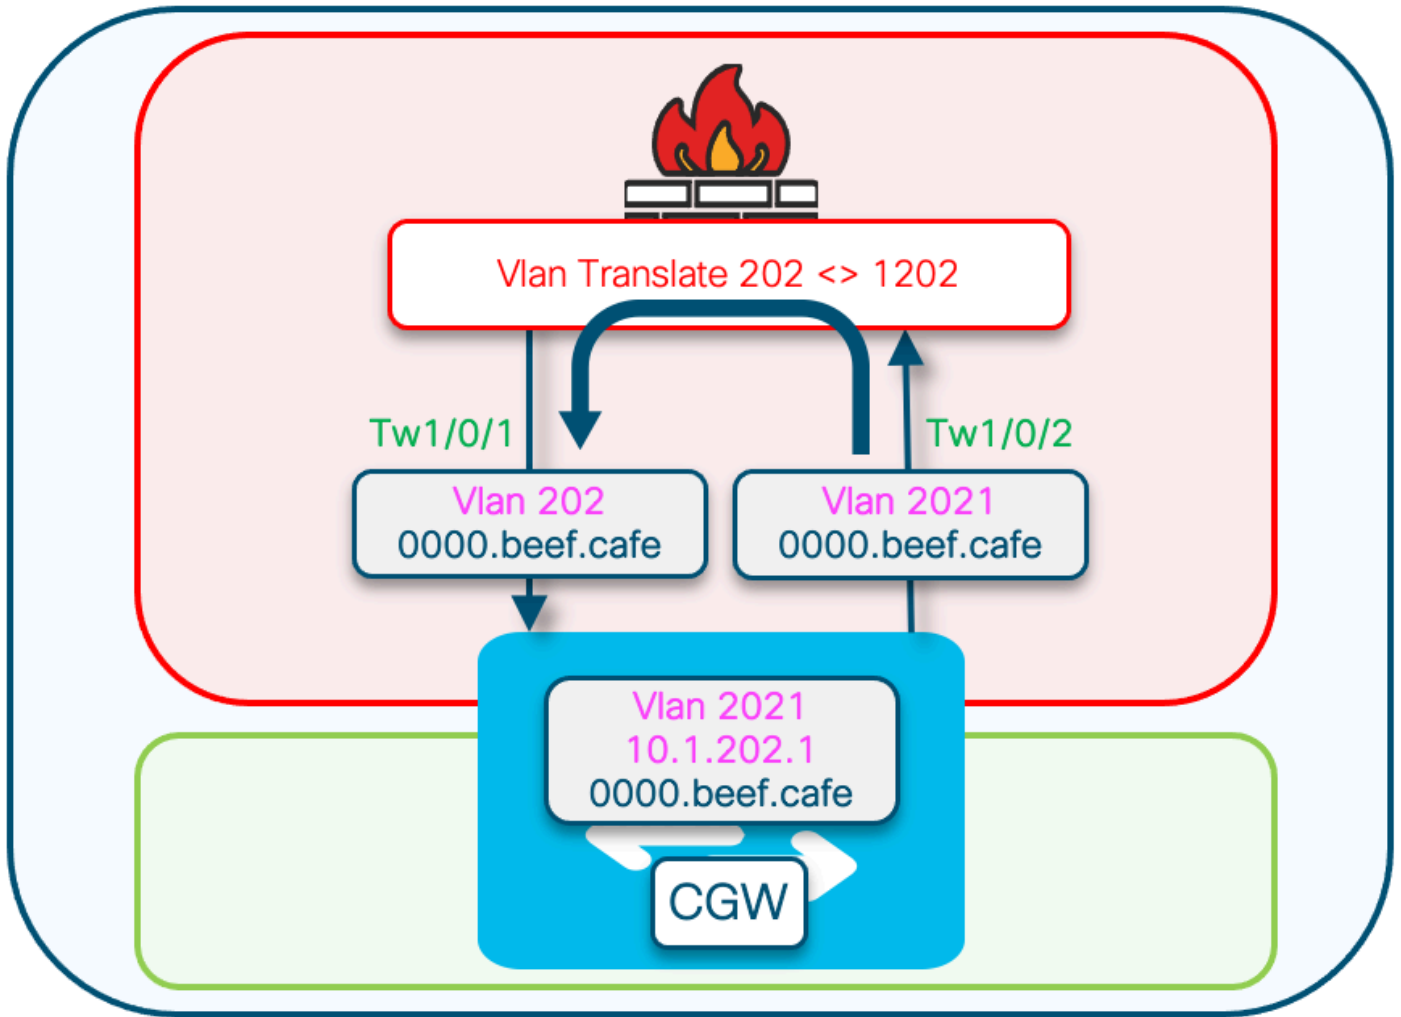 Vlan Translate 202 <> 1202
Tw1/0/1
Tw1/0/2
Vlan 202
0000.beef.cafe
Vlan 2021
0000.beef.cafe
Vlan 2021
10.1.202.1
0000.beef.cafe
CGW